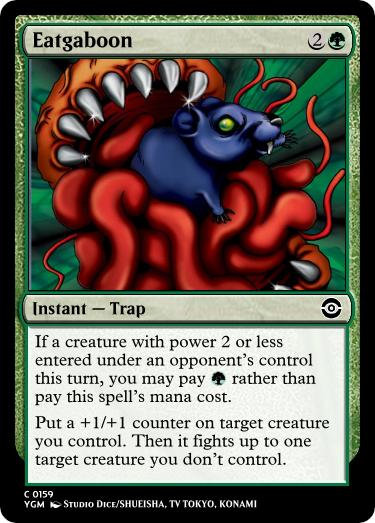 Eatgaboon 2
Instant — Trap
If a creature with power 2 or less
entered under an opponent's control
this turn, you may pay rather than
pay this spell's mana cost.
Put a +1/+1 counter on target creature
you control. Then it fights up to one
target creature you don't control.
C 0159
YGM STUDIO DICE/SHUEISHA, TV TOKYO, KONAMI